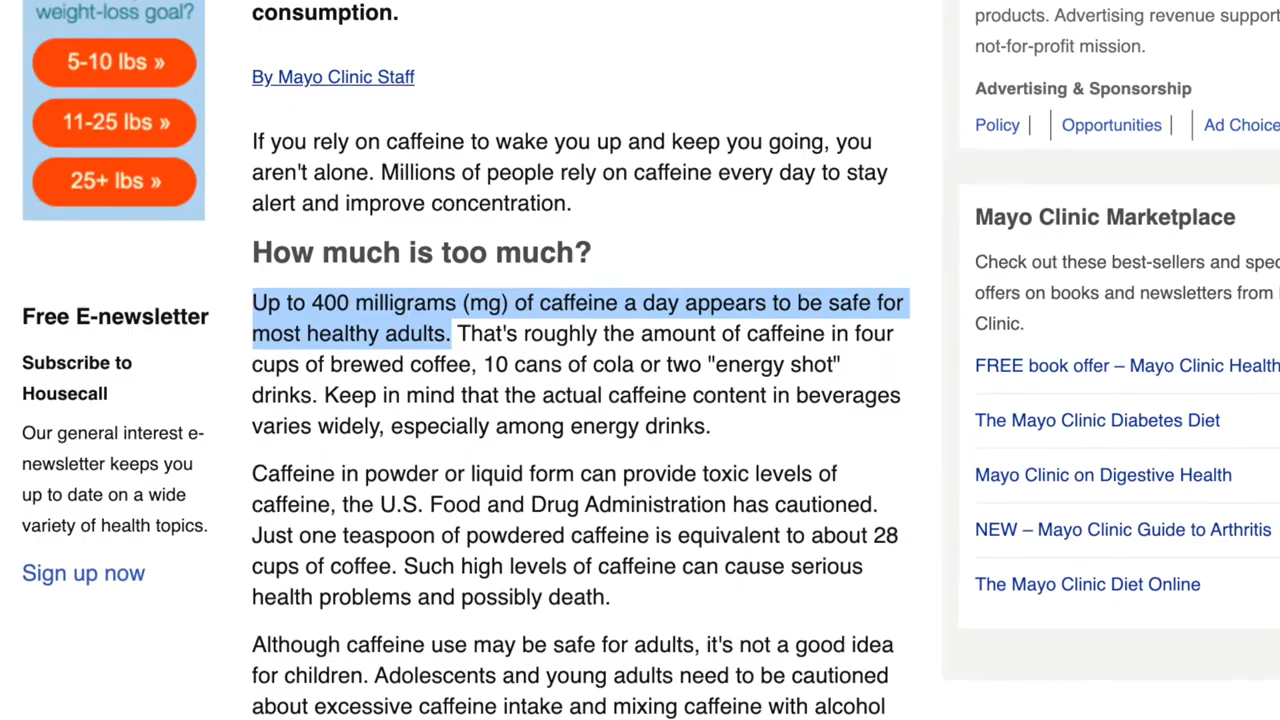 weight-loss goal?
5-10 lbs »
11-25 lbs »
25+ lbs »
Free E-newsletter
Subscribe to
Housecall
Our general interest e-
newsletter keeps you
up to date on a wide
variety of health topics.
Sign up now
consumption.
By Mayo Clinic Staff
If you rely on caffeine to wake you up and keep you going, you
aren't alone. Millions of people rely on caffeine every day to stay
alert and improve concentration.
How much is too much?
Up to 400 milligrams (mg) of caffeine a day appears to be safe for
most healthy adults. That's roughly the amount of caffeine in four
cups of brewed coffee, 10 cans of cola or two "energy shot"
drinks. Keep in mind that the actual caffeine content in beverages
varies widely, especially among energy drinks.
Caffeine in powder or liquid form can provide toxic levels of
caffeine, the U.S. Food and Drug Administration has cautioned.
Just one teaspoon of powdered caffeine is equivalent to about 28
cups of coffee. Such high levels of caffeine can cause serious
health problems and possibly death.
Although caffeine use may be safe for adults, it's not a good idea
for children. Adolescents and young adults need to be cautioned
about excessive caffeine intake and mixing caffeine with alcohol
products. Advertising revenue support
not-for-profit mission.
Advertising & Sponsorship
Policy | Opportunities | Ad Choice
Mayo Clinic Marketplace
Check out these best-sellers and spec
offers on books and newsletters from
Clinic.
FREE book offer – Mayo Clinic Health
The Mayo Clinic Diabetes Diet
Mayo Clinic on Digestive Health
NEW – Mayo Clinic Guide to Arthritis
The Mayo Clinic Diet Online